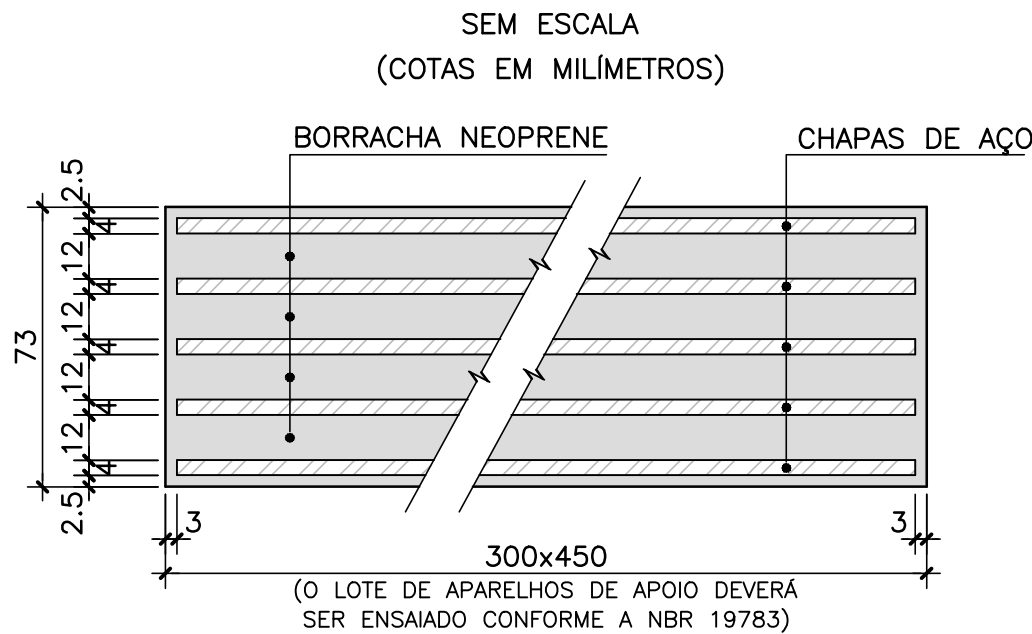 SEM ESCALA
(COTAS EM MILÍMETROS)
BORRACHA NEOPRENE
CHAPAS DE AÇO
2.5
4
12
4
12
4
12
4
12
4
2.5
73
3
3
300x450
(O LOTE DE APARELHOS DE APOIO DEVERÁ
SER ENSAIADO CONFORME A NBR 19783)